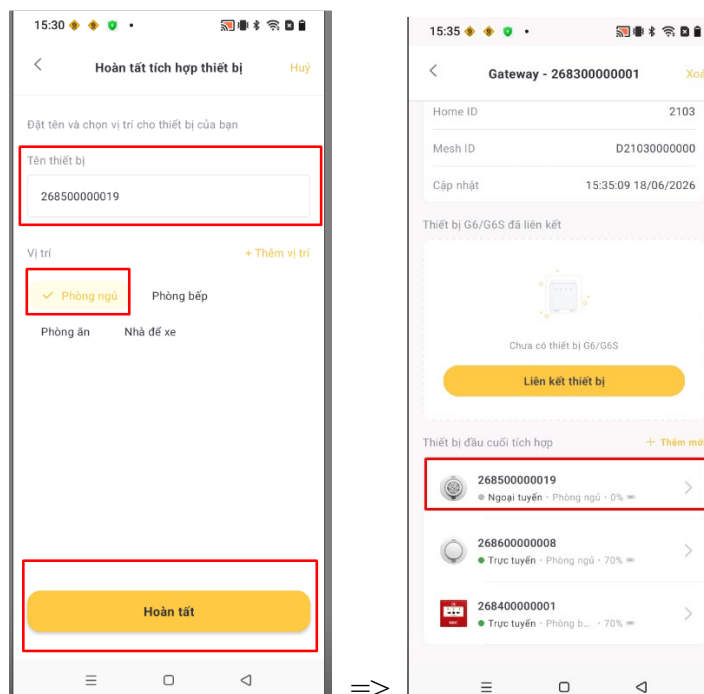 15:30
Hoàn tất tích hợp thiết bị
Huỷ
Đặt tên và chọn vị trí cho thiết bị của bạn
Tên thiết bị
268500000019
Vị trí
+ Thêm vị trí
Phòng ngủ
Phòng bếp
Phòng ăn
Nhà để xe
Hoàn tất
=>
15:35
Gateway - 268300000001
Xoá
Home ID
2103
Mesh ID
D21030000000
Cập nhật
15:35:09 18/06/2026
Thiết bị G6/G6S đã liên kết
Chưa có thiết bị G6/G6S
Liên kết thiết bị
Thiết bị đầu cuối tích hợp
+ Thêm mới
268500000019
Ngoại tuyến - Phòng ngủ - 0%
268600000008
Trực tuyến - Phòng ngủ - 70%
268400000001
Trực tuyến - Phòng b... - 70%